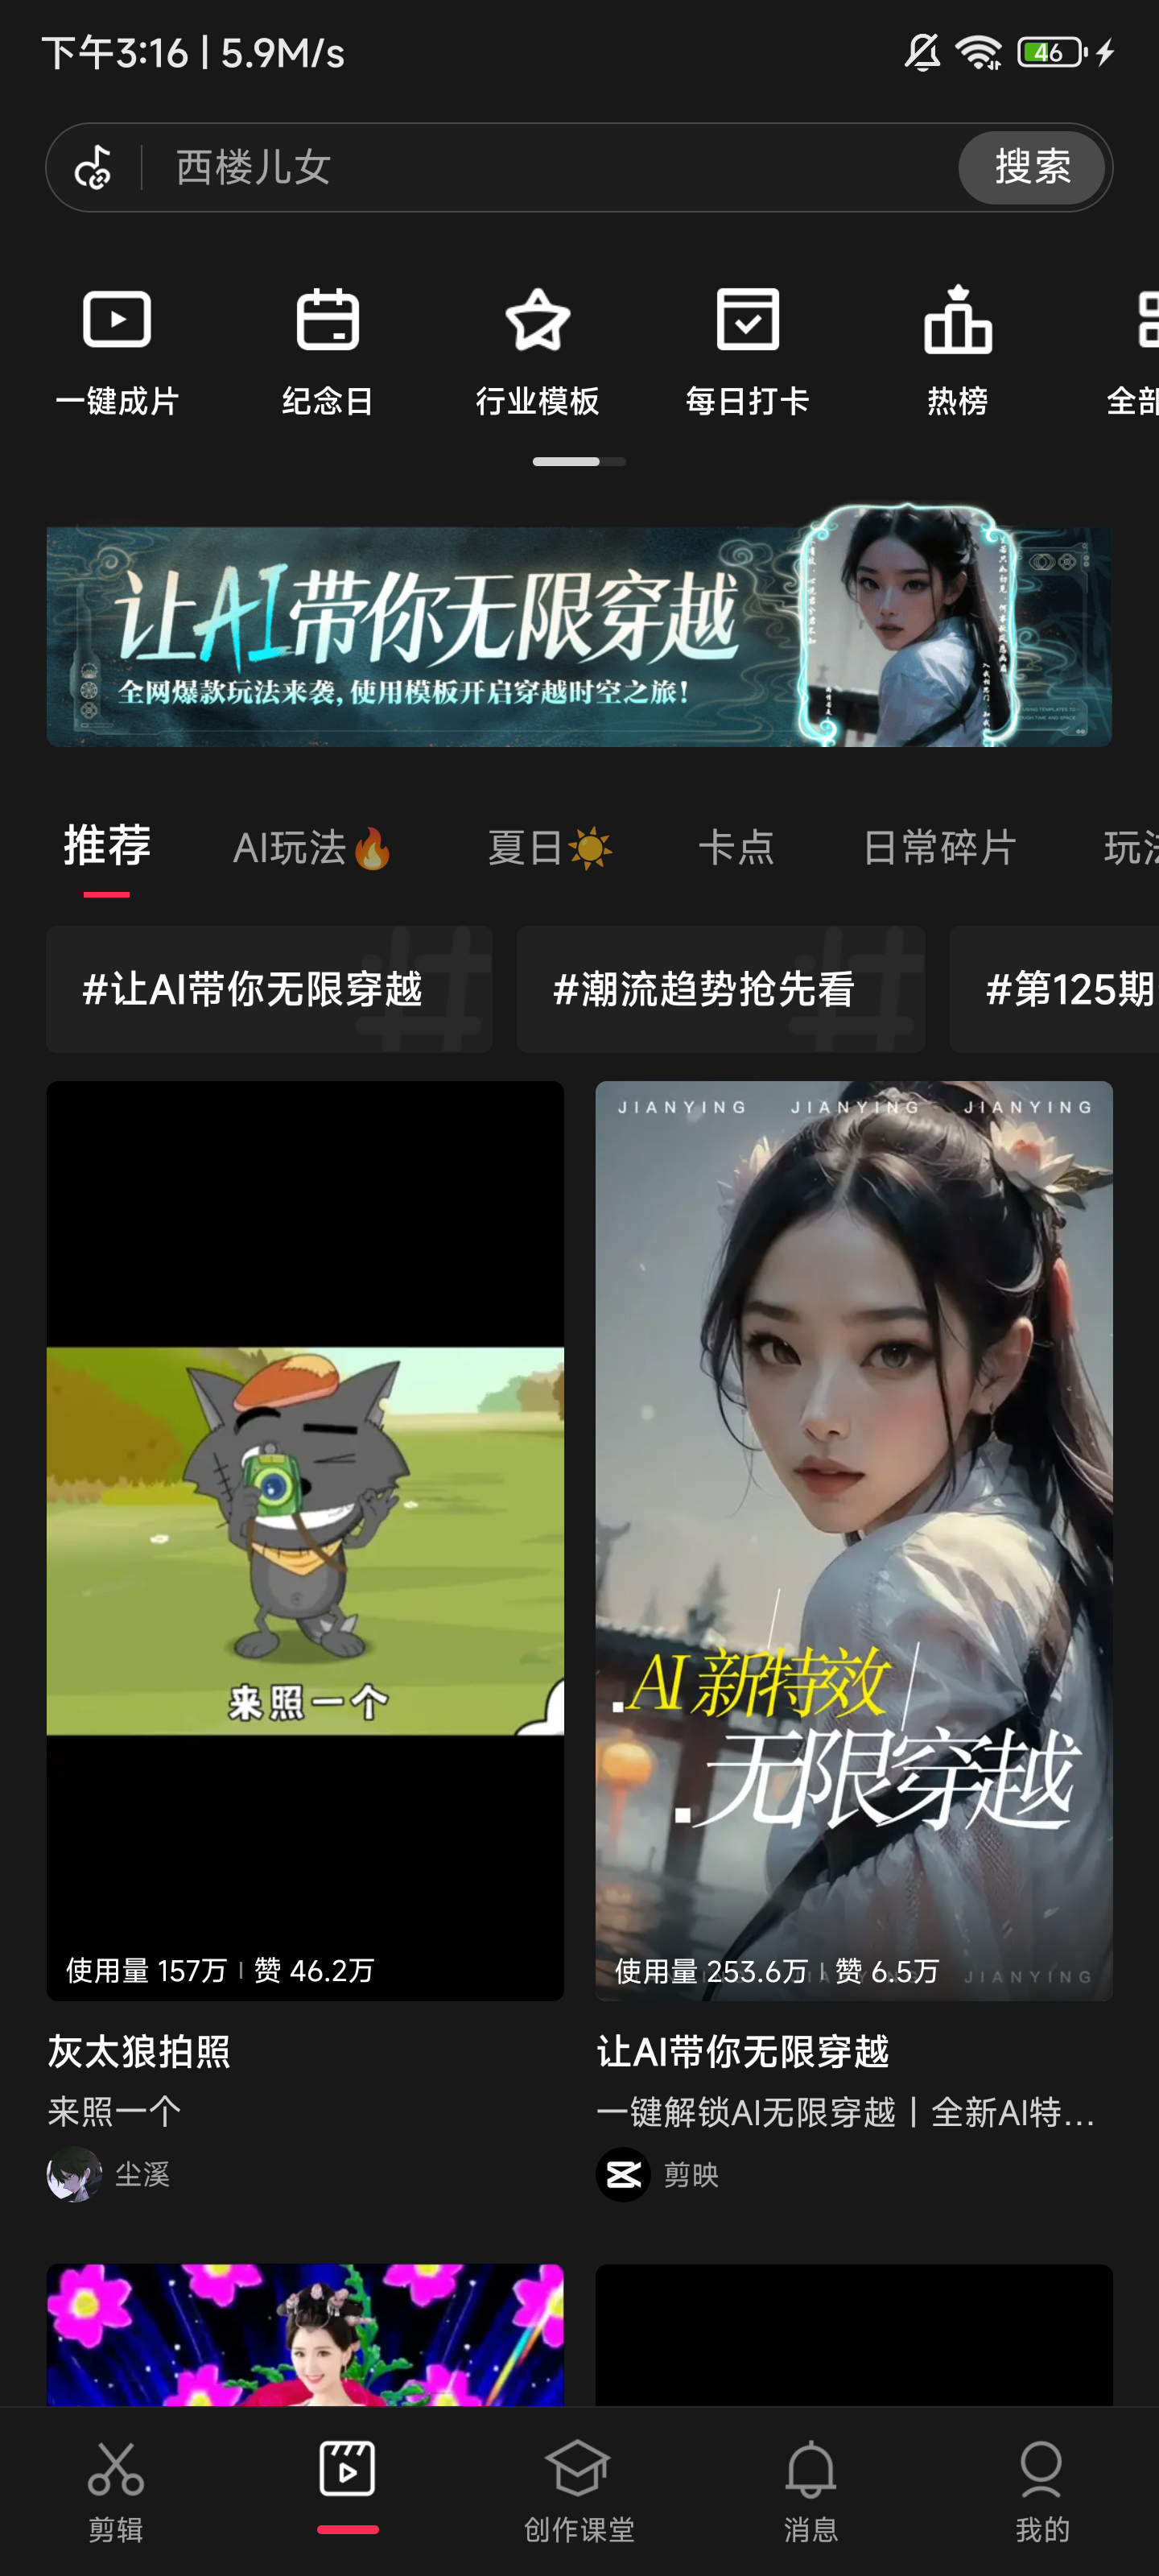 下午3:16 | 5.9M/s
46
西楼儿女
搜索
一键成片
纪念日
行业模板
每日打卡
热榜
全部
让AI带你无限穿越
全网爆款玩法来袭,使用模板开启穿越时空之旅!
推荐
AI玩法🔥
夏日☀️
卡点
日常碎片
玩法
#让AI带你无限穿越
#潮流趋势抢先看
#第125期
JIANYING JIANYING JIANYING
来照一个
AI新特效
无限穿越
JIANYING
使用量 157万 | 赞 46.2万
使用量 253.6万 | 赞 6.5万
灰太狼拍照
让AI带你无限穿越
来照一个
一键解锁AI无限穿越丨全新AI特...
尘溪
剪映
剪辑
创作课堂
消息
我的